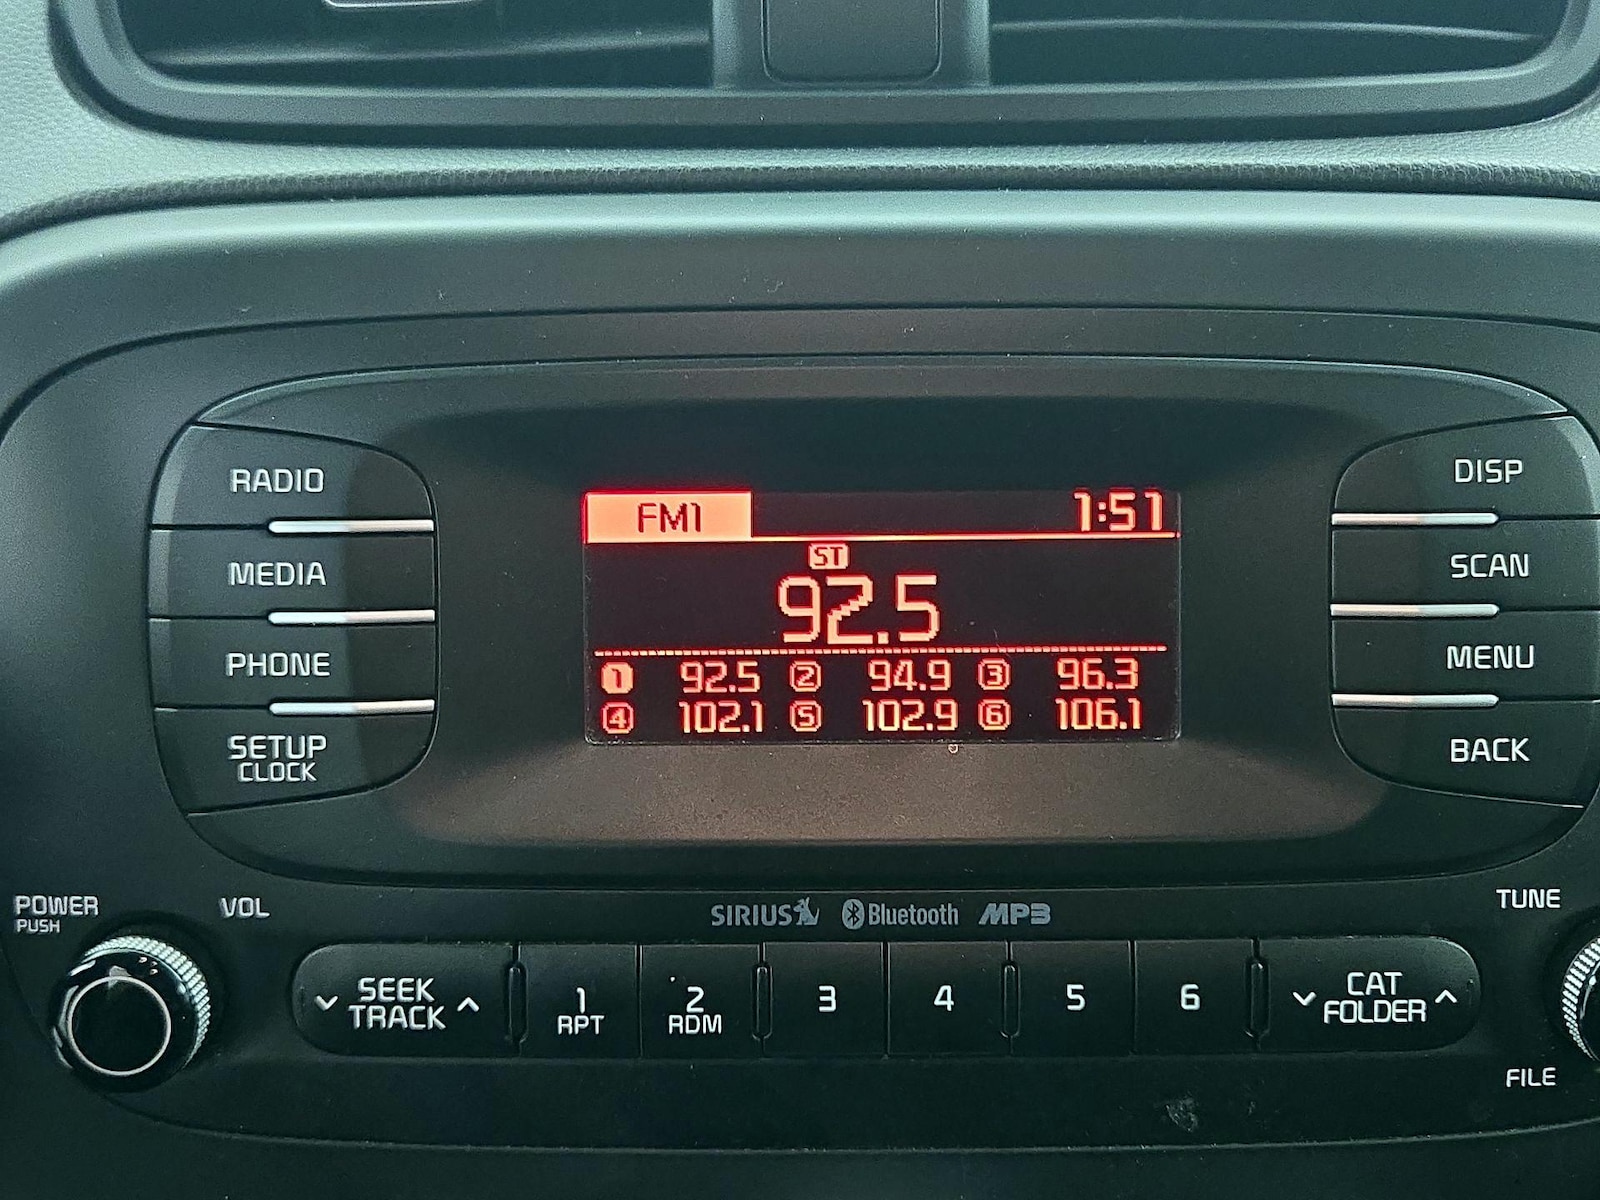 RADIO
MEDIA
PHONE
SETUP
CLOCK
FM1 1:51
ST
92.5
1 92.5 2 94.9 3 96.3
4 102.1 5 102.9 6 106.1
DISP
SCAN
MENU
BACK
POWER
PUSH
VOL
SIRIUS Bluetooth MP3
TUNE
SEEK
TRACK
1
RPT
2
RDM
3
4
5
6
CAT
FOLDER
FILE